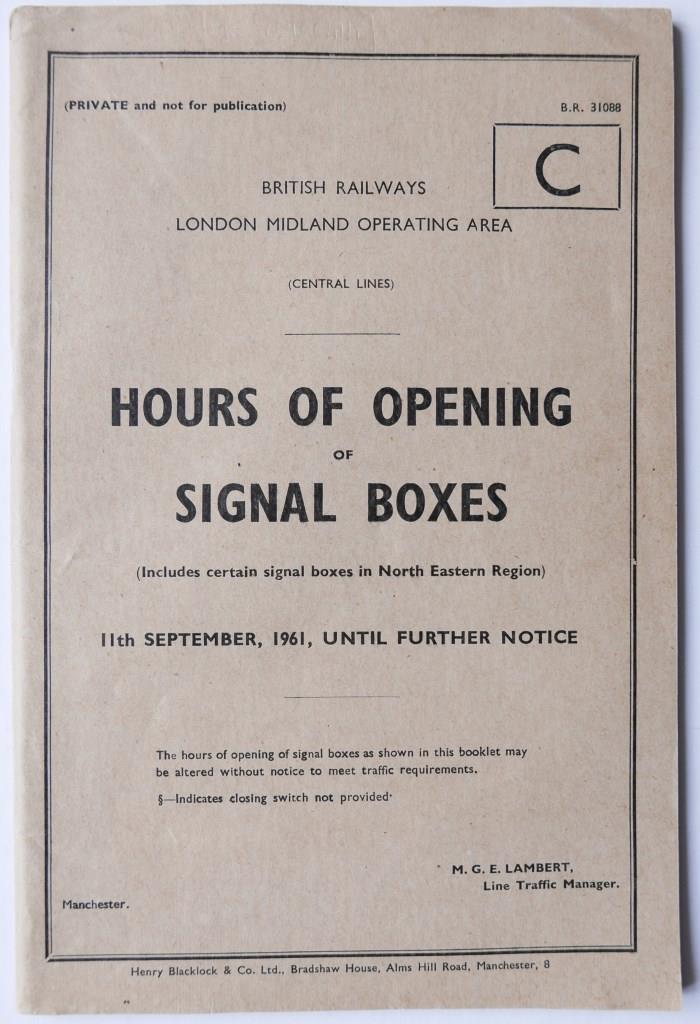 (PRIVATE and not for publication)
B.R. 31088
C
BRITISH RAILWAYS
LONDON MIDLAND OPERATING AREA
(CENTRAL LINES)
HOURS OF OPENING
OF
SIGNAL BOXES
(Includes certain signal boxes in North Eastern Region)
11th SEPTEMBER, 1961, UNTIL FURTHER NOTICE
The hours of opening of signal boxes as shown in this booklet may
be altered without notice to meet traffic requirements.
§—Indicates closing switch not provided·
M. G. E. LAMBERT,
Line Traffic Manager.
Manchester.
Henry Blacklock & Co. Ltd., Bradshaw House, Alms Hill Road, Manchester, 8